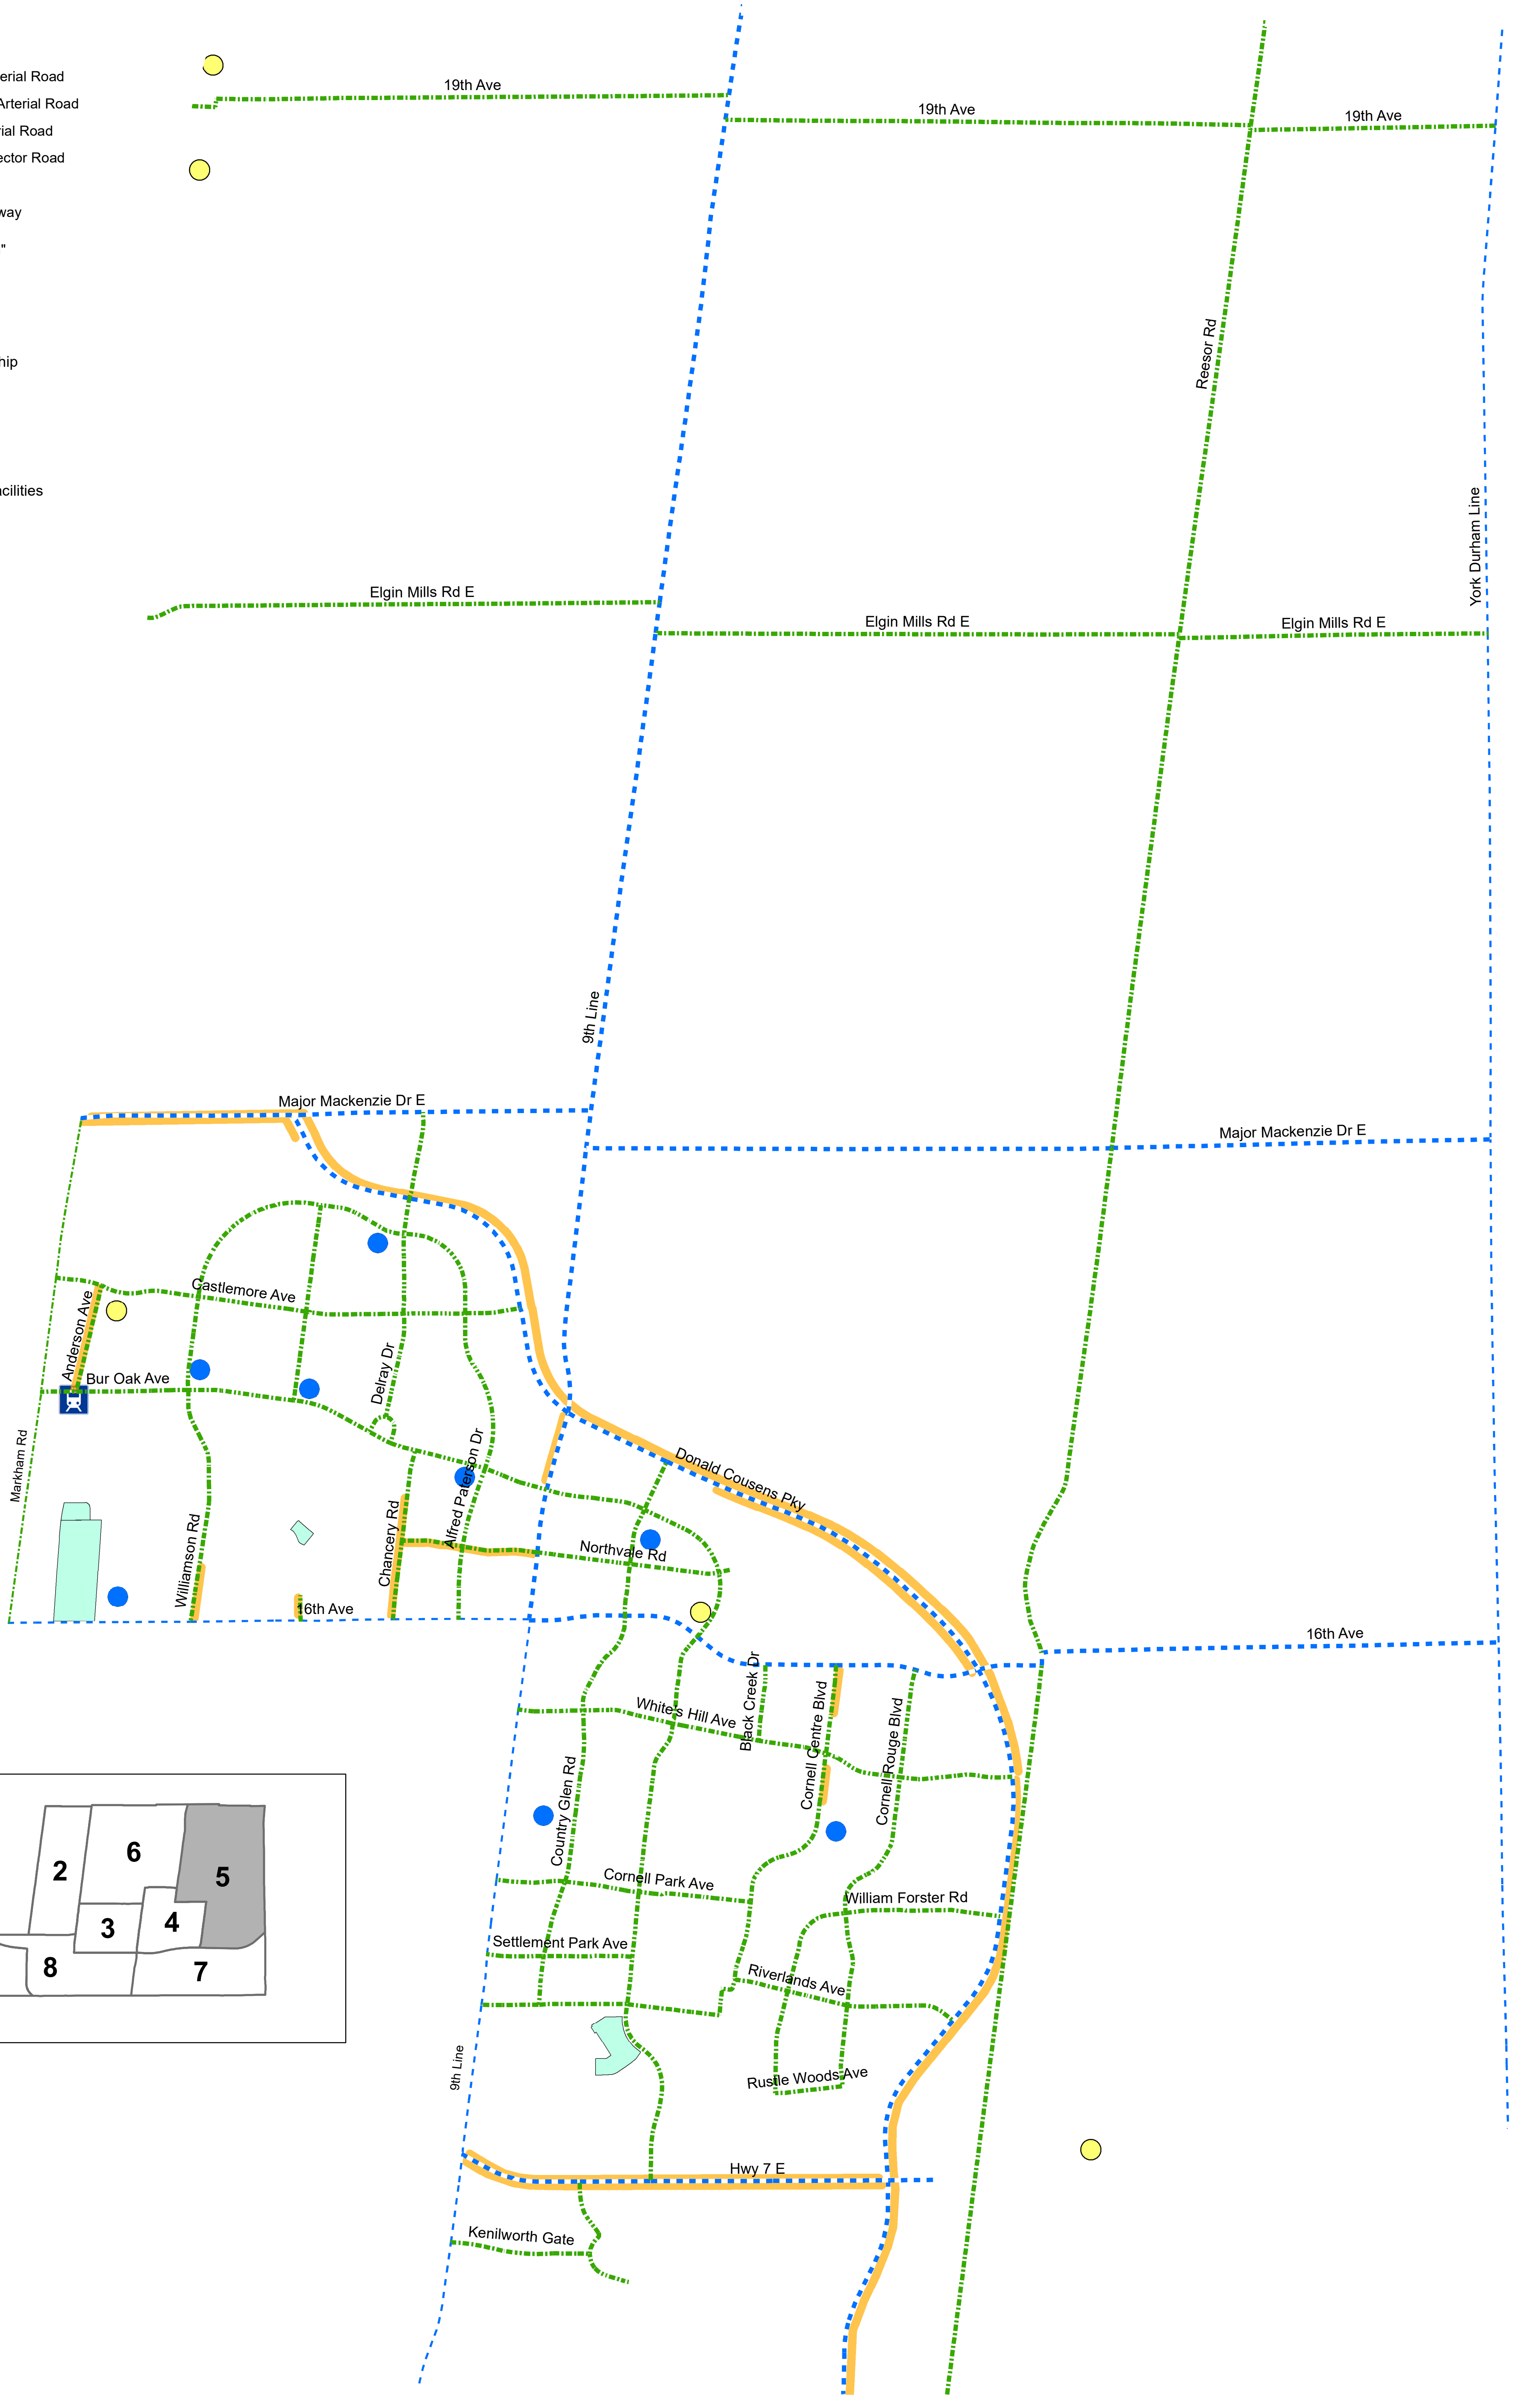 erial Road
19th Ave
Arterial Road
19th Ave
19th Ave
rial Road
ector Road
way
"
Reesor Rd
hip
acilities
York Durham Line
Elgin Mills Rd E
Elgin Mills Rd E
Elgin Mills Rd E
9th Line
Major Mackenzie Dr E
Major Mackenzie Dr E
Castlemore Ave
Anderson Ave
Delray Dr
Bur Oak Ave
Markham Rd
Alfred Paterson Dr
Donald Cousens Pky
Williamson Rd
Chancery Rd
Northvale Rd
16th Ave
16th Ave
White's Hill Ave
Black Creek Dr
Cornell Centre Blvd
Cornell Rouge Blvd
Country Glen Rd
Cornell Park Ave
William Forster Rd
Settlement Park Ave
Riverlands Ave
Rustle Woods Ave
9th Line
Hwy 7 E
Kenilworth Gate
6
2
5
3
4
8
7